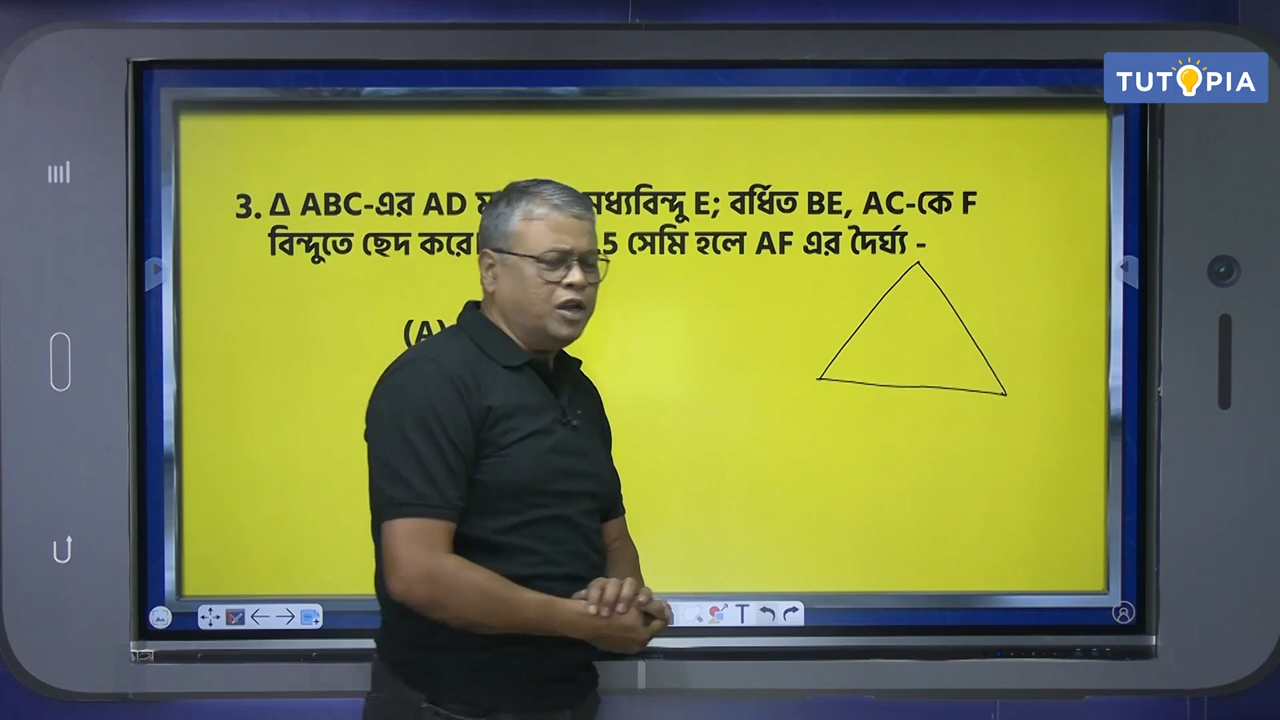 TUTOPIA
3. Δ ABC-এর AD মধ্যবিন্দু E; বর্ধিত BE, AC-কে F
বিন্দুতে ছেদ করে। .5 সেমি হলে AF এর দৈর্ঘ্য -
(A)
T